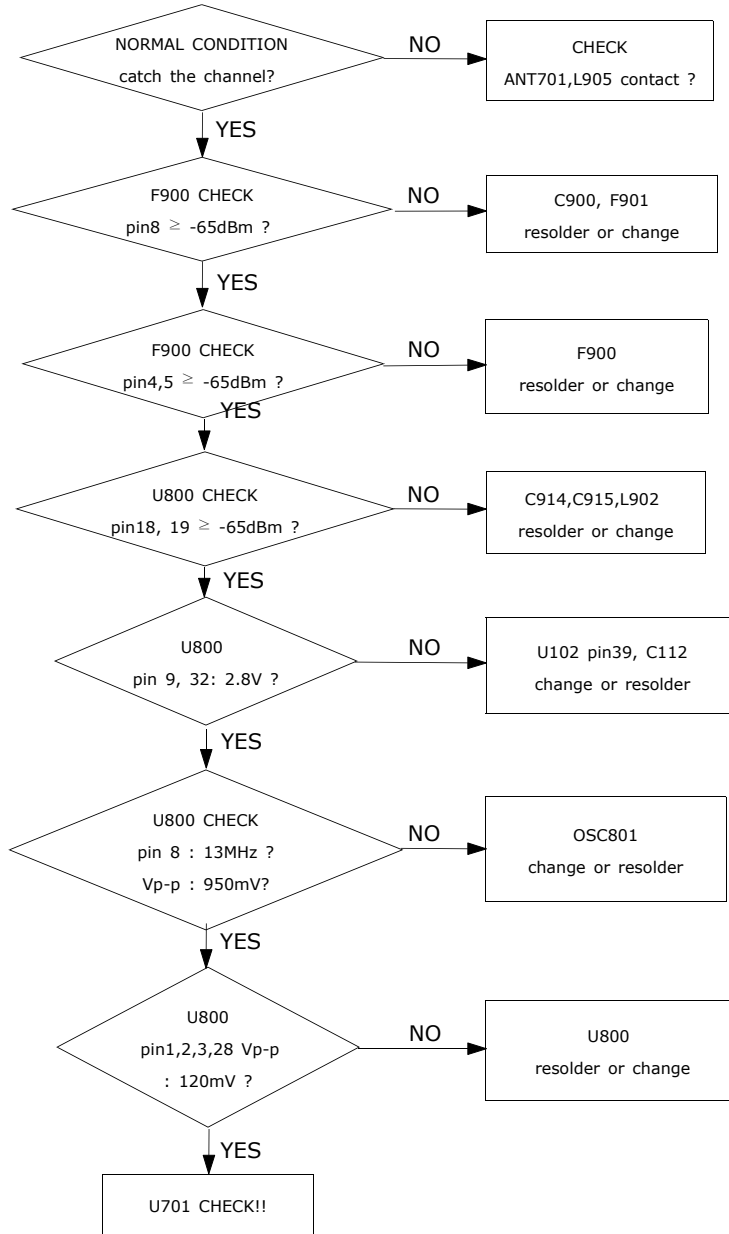 NORMAL CONDITION
catch the channel?
NO
CHECK
ANT701,L905 contact ?
YES
F900 CHECK
pin8 ≥ -65dBm ?
NO
C900, F901
resolder or change
YES
F900 CHECK
pin4,5 ≥ -65dBm ?
NO
F900
resolder or change
YES
U800 CHECK
pin18, 19 ≥ -65dBm ?
NO
C914,C915,L902
resolder or change
YES
U800
pin 9, 32: 2.8V ?
NO
U102 pin39, C112
change or resolder
YES
U800 CHECK
pin 8 : 13MHz ?
Vp-p : 950mV?
NO
OSC801
change or resolder
YES
U800
pin1,2,3,28 Vp-p
: 120mV ?
NO
U800
resolder or change
YES
U701 CHECK!!